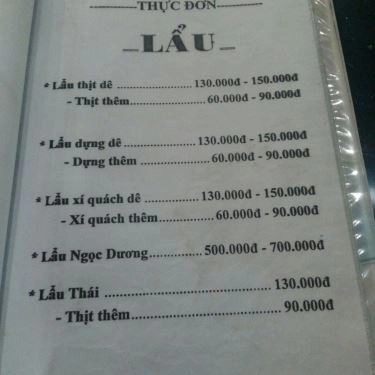 THỰC ĐƠN
LẨU
* Lẩu thịt dê ........................ 130.000đ - 150.000đ
- Thịt thêm ........................ 60.000đ - 90.000đ
* Lẩu dựng dê ........................ 130.000đ - 150.000đ
- Dựng thêm ........................ 60.000đ - 90.000đ
* Lẩu xí quách dê ................ 130.000đ - 150.000đ
- Xí quách thêm ................ 60.000đ - 90.000đ
* Lẩu Ngọc Dương ................ 500.000đ - 700.000đ
* Lẩu Thái ................................ 130.000đ
- Thịt thêm ................................ 90.000đ